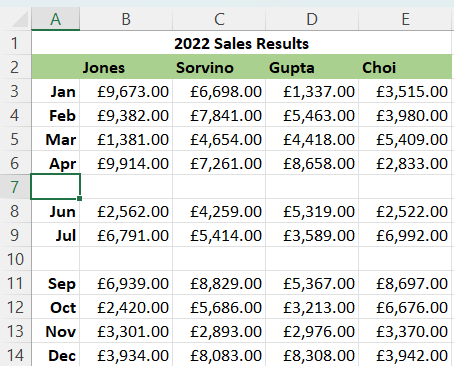 A B C D E
1 2022 Sales Results
2 Jones Sorvino Gupta Choi
3 Jan £9,673.00 £6,698.00 £1,337.00 £3,515.00
4 Feb £9,382.00 £7,841.00 £5,463.00 £3,980.00
5 Mar £1,381.00 £4,654.00 £4,418.00 £5,409.00
6 Apr £9,914.00 £7,261.00 £8,658.00 £2,833.00
7
8 Jun £2,562.00 £4,259.00 £5,319.00 £2,522.00
9 Jul £6,791.00 £5,414.00 £3,589.00 £6,992.00
10
11 Sep £6,939.00 £8,829.00 £5,367.00 £8,697.00
12 Oct £2,420.00 £5,686.00 £3,213.00 £6,676.00
13 Nov £3,301.00 £2,893.00 £2,976.00 £3,370.00
14 Dec £3,934.00 £8,083.00 £8,308.00 £3,942.00